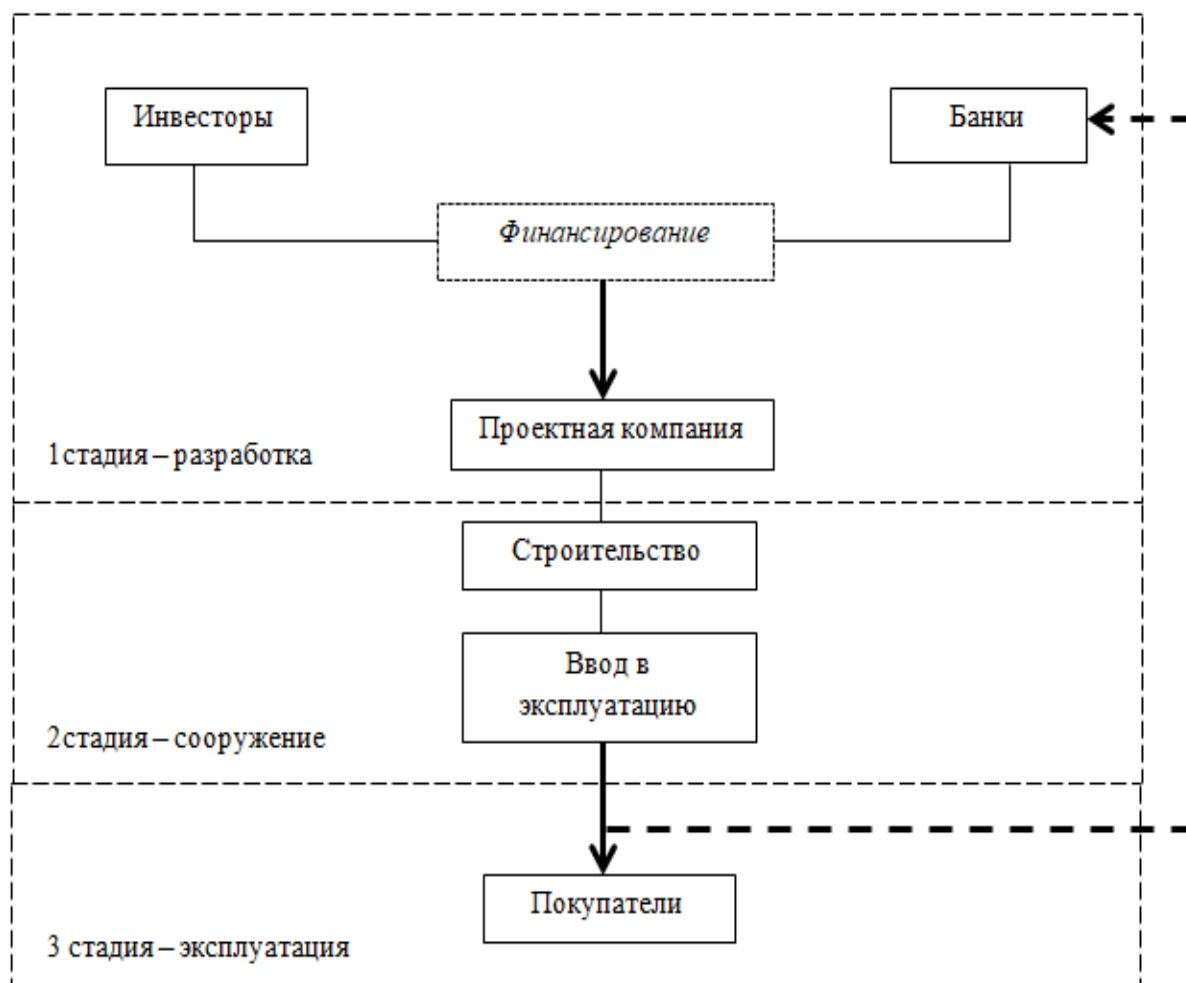 Инвесторы
Банки
Финансирование
Проектная компания
1стадия – разработка
Строительство
Ввод в
эксплуатацию
2стадия – сооружение
Покупатели
3 стадия – эксплуатация